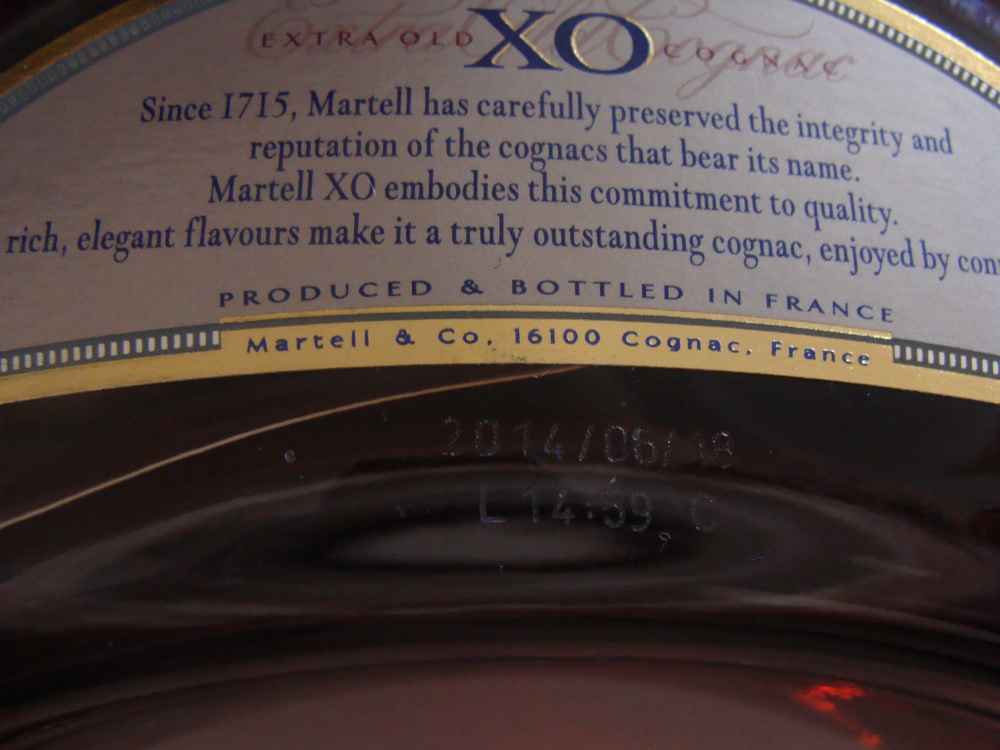 EXTRA OLD XO COGNAC
Since 1715, Martell has carefully preserved the integrity and
reputation of the cognacs that bear its name.
Martell XO embodies this commitment to quality.
rich, elegant flavours make it a truly outstanding cognac, enjoyed by con
PRODUCED & BOTTLED IN FRANCE
Martell & Co, 16100 Cognac, France
2014/06/18
L 14:59 C